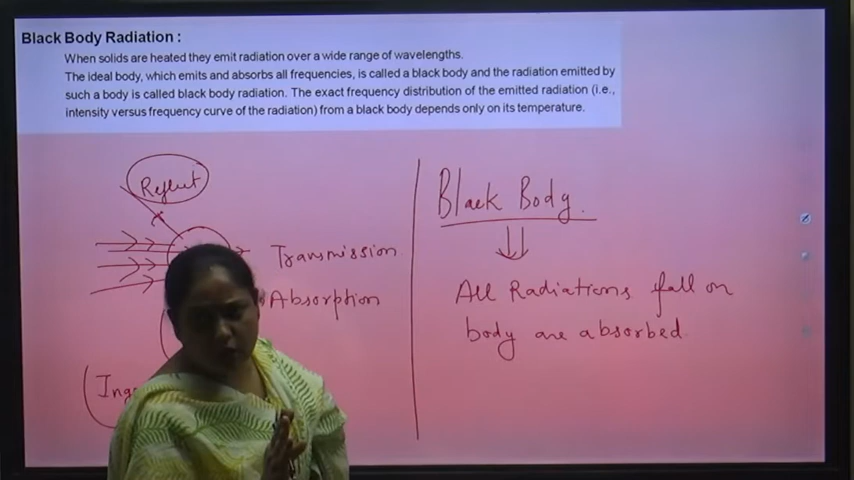 Black Body Radiation :
When solids are heated they emit radiation over a wide range of wavelengths.
The ideal body, which emits and absorbs all frequencies, is called a black body and the radiation emitted by
such a body is called black body radiation. The exact frequency distribution of the emitted radiation (i.e.,
intensity versus frequency curve of the radiation) from a black body depends only on its temperature.
Reflect
Transmission
Absorption
Black Body
All Radiations fall on
body are absorbed.